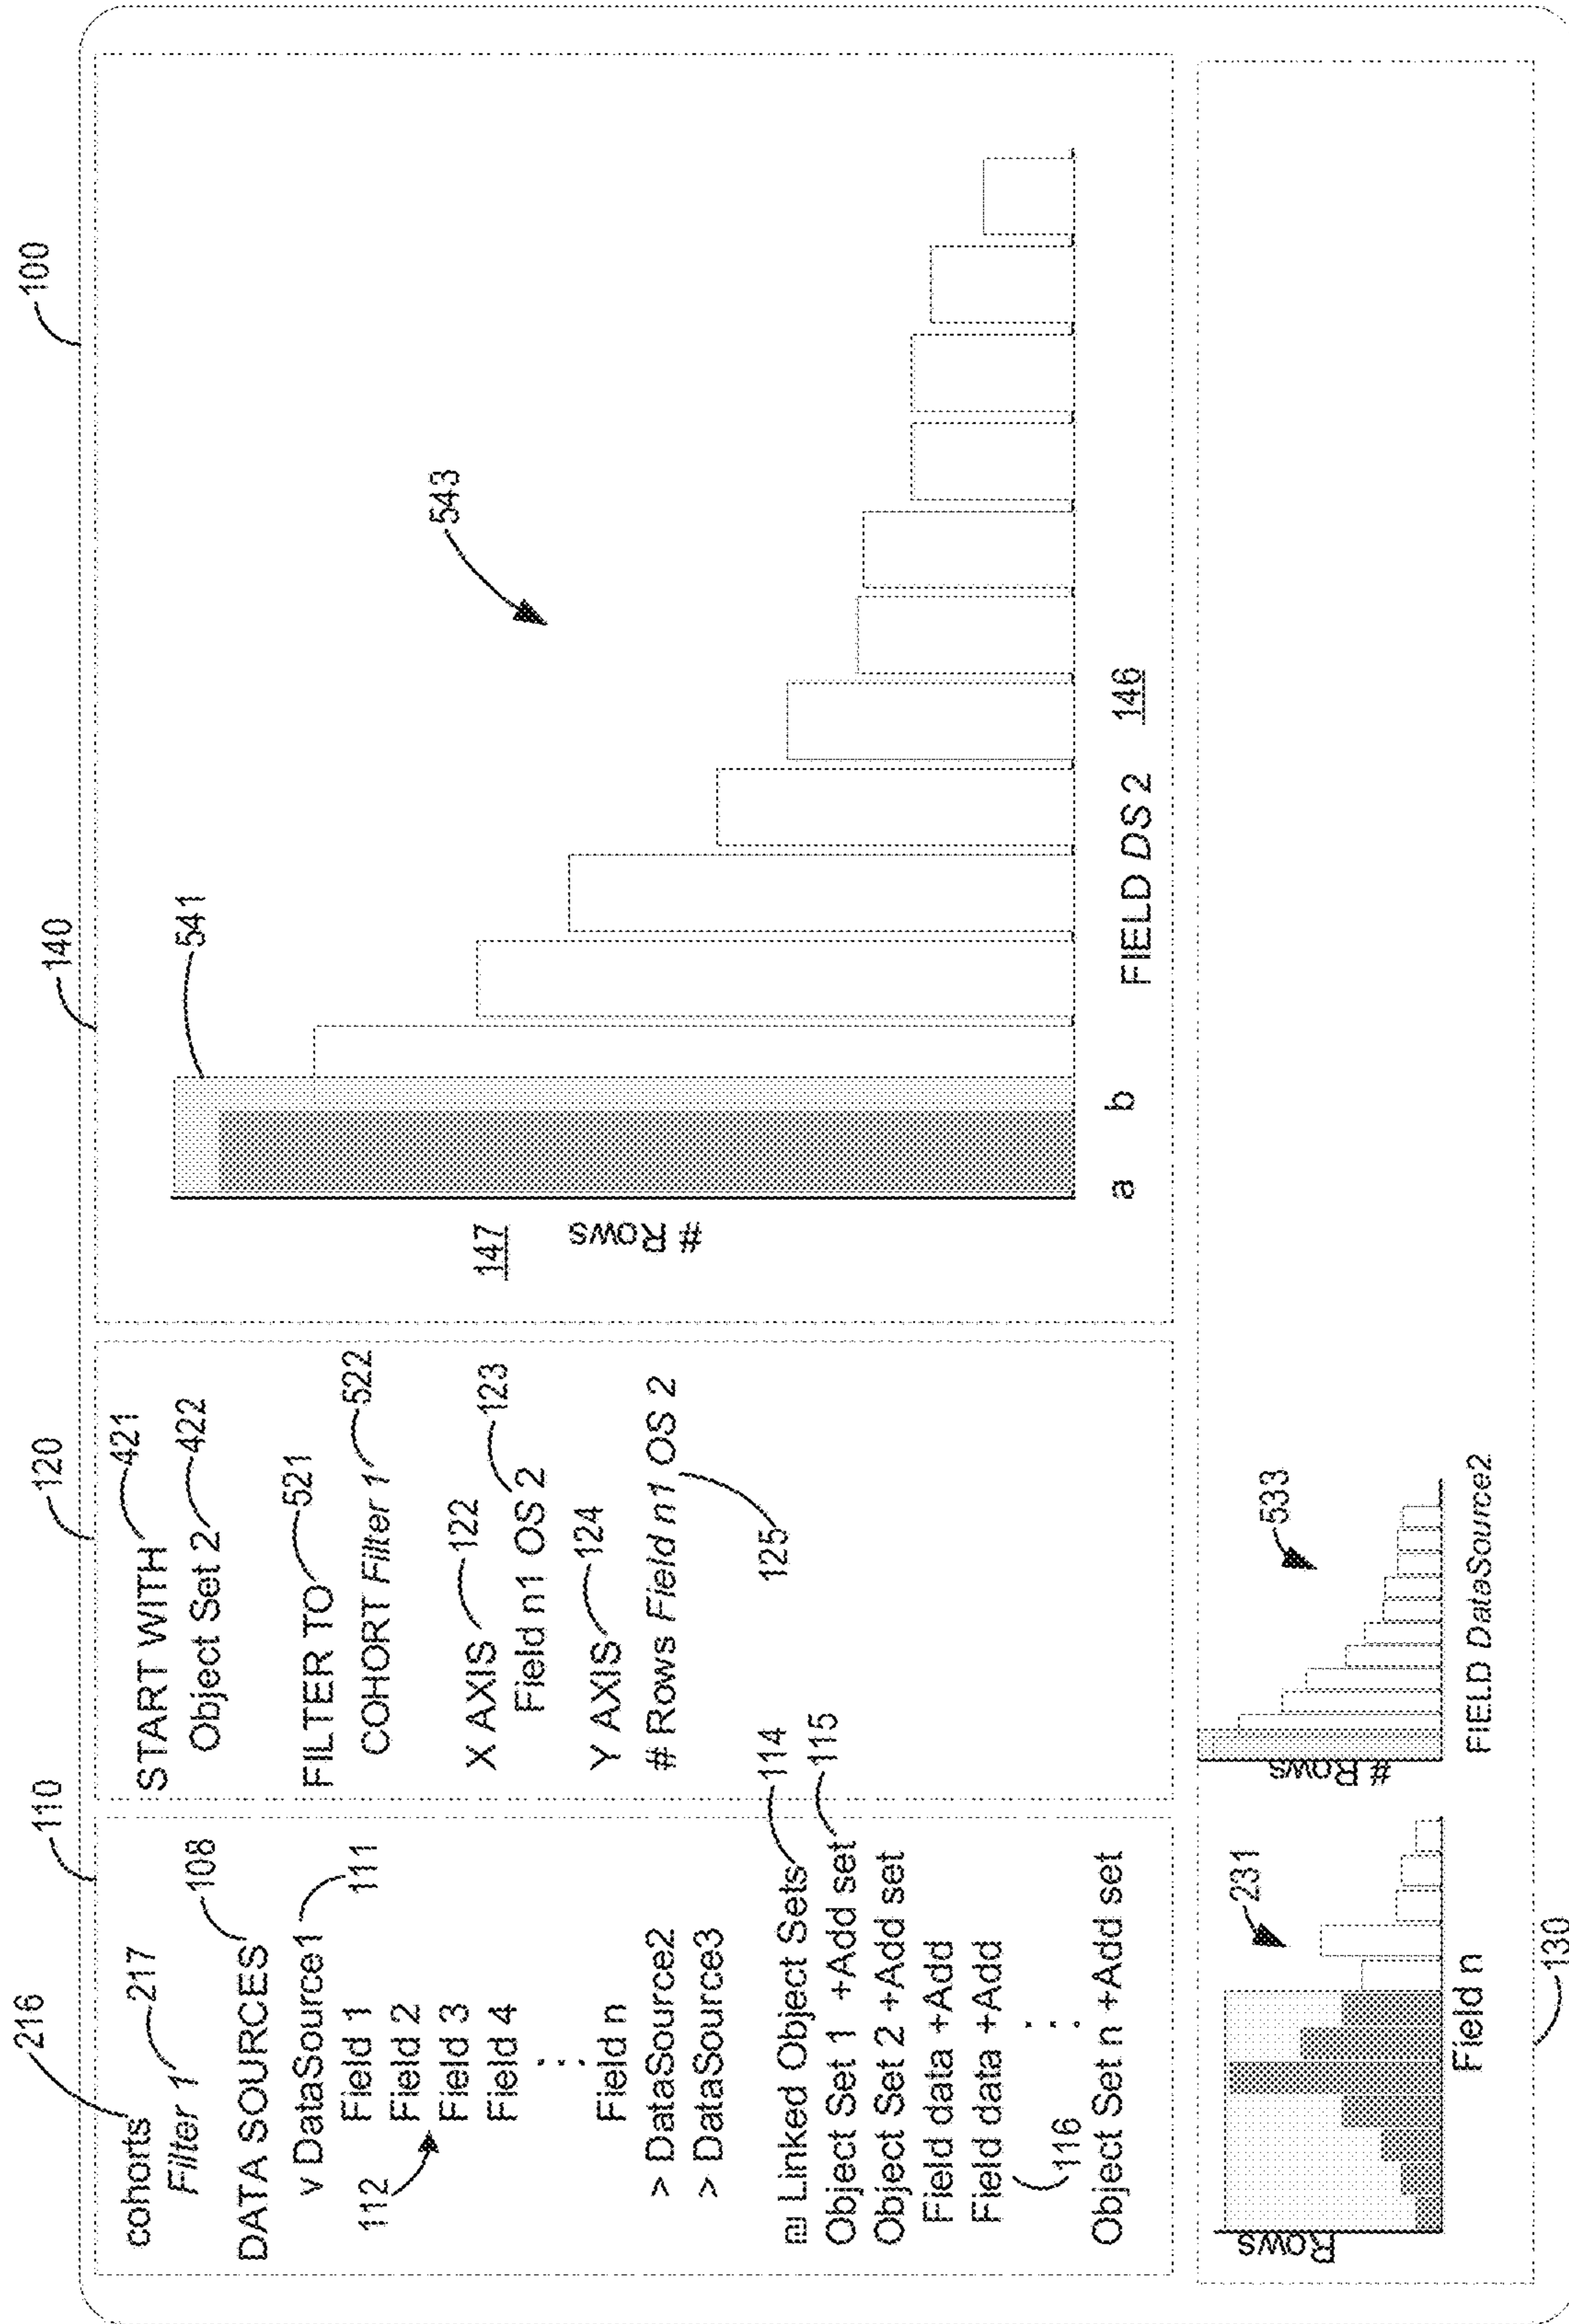 100
110
120
140
216
cohorts
217
Filter 1
DATA SOURCES
108
v DataSource1
111
112
Field 1
Field 2
Field 3
Field 4
Field n
> DataSource2
> DataSource3
Linked Object Sets
114
Object Set 1 +Add set
115
Object Set 2 +Add set
Field data +Add
Field data +Add
116
Object Set n +Add set
START WITH
421
Object Set 2
422
FILTER TO
521
COHORT Filter 1
522
X AXIS
122
Field n1 OS 2
123
Y AXIS
124
# Rows Field n1 OS 2
125
541
543
147
# Rows
a b FIELD DS 2 146
231
Rows
Field n
130
533
# Rows
FIELD DataSource2